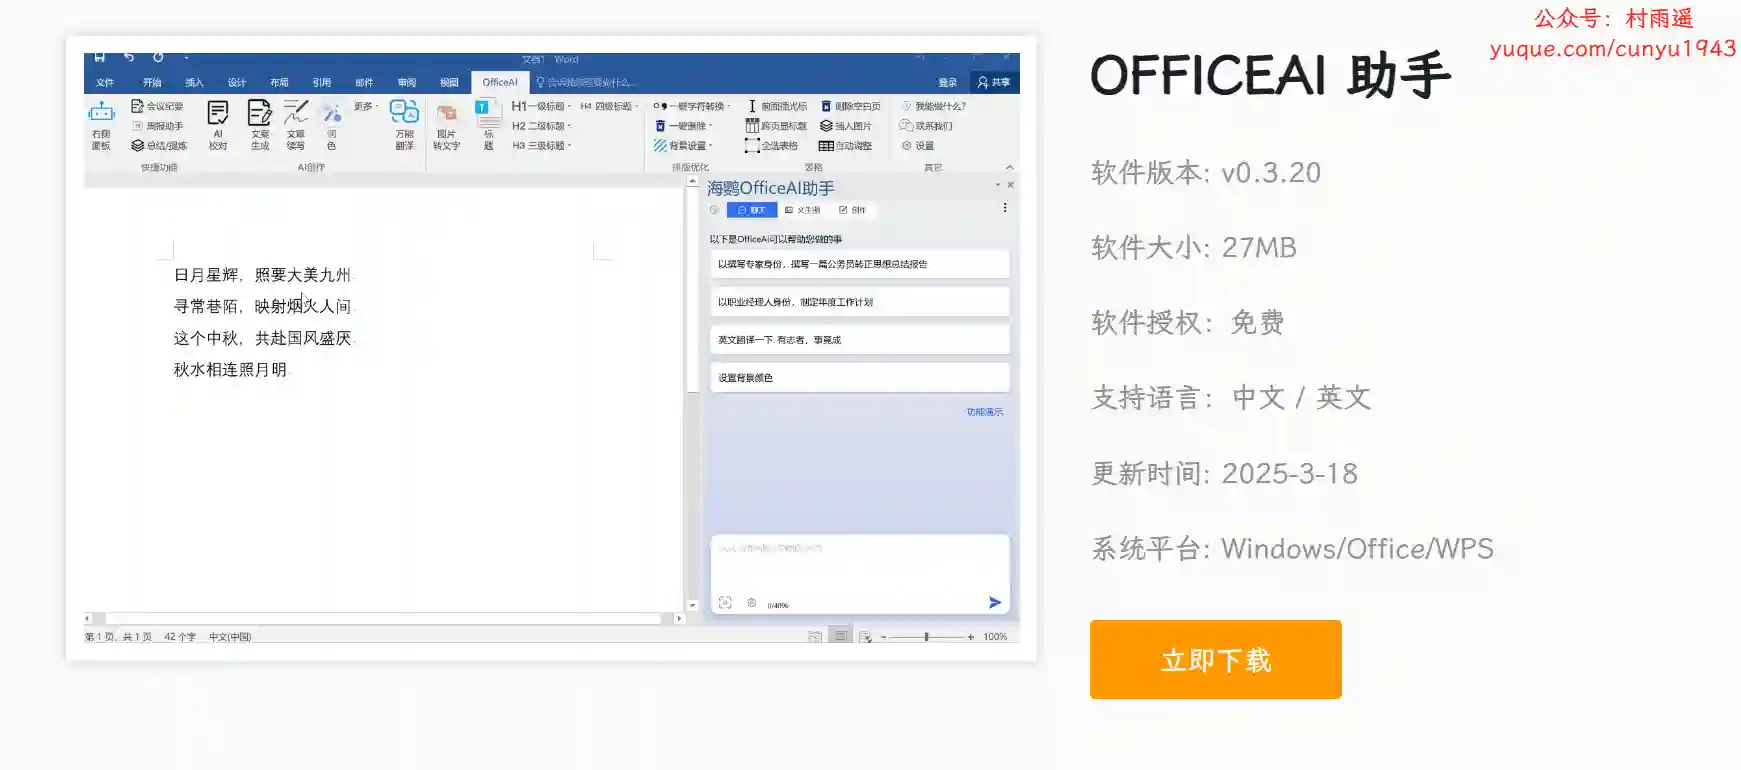 公众号：村雨遥
yuque.com/cunyu1943
OFFICEAI 助手
软件版本: v0.3.20
软件大小: 27MB
软件授权：免费
支持语言：中文 / 英文
更新时间: 2025-3-18
系统平台: Windows/Office/WPS
立即下载
文档1 Word
文件 开始 插入 设计 布局 引用 邮件 审阅 视图 OfficeAI 告诉我您想要做什么... 登录 共享
会议纪要 更多 H1一级标题 H4 四级标题 一键字符转换 前面插光标 删除空白页 我能做什么?
周报助手 H2 二级标题 一键删除 跨页显标题 插入图片 联系我们
右侧面板 总结/提炼 AI校对 文案生成 文章续写 润色 万能翻译 图片转文字 标题 H3 三级标题 背景设置 全选表格 自动调整 设置
快捷功能 AI创作 排版优化 表格 其它
海鹦OfficeAI助手
聊天 文生图 创作
以下是OfficeAI可以帮助您做的事
以撰写专家身份，撰写一篇公务员转正思想总结报告
以职业经理人身份，制定年度工作计划
英文翻译一下: 有志者，事竟成
设置背景颜色
功能演示
0/4096
日月星辉，照要大美九州
寻常巷陌，映射烟火人间
这个中秋，共赴国风盛厌
秋水相连照月明
第1页，共1页 42个字 中文(中国) 100%